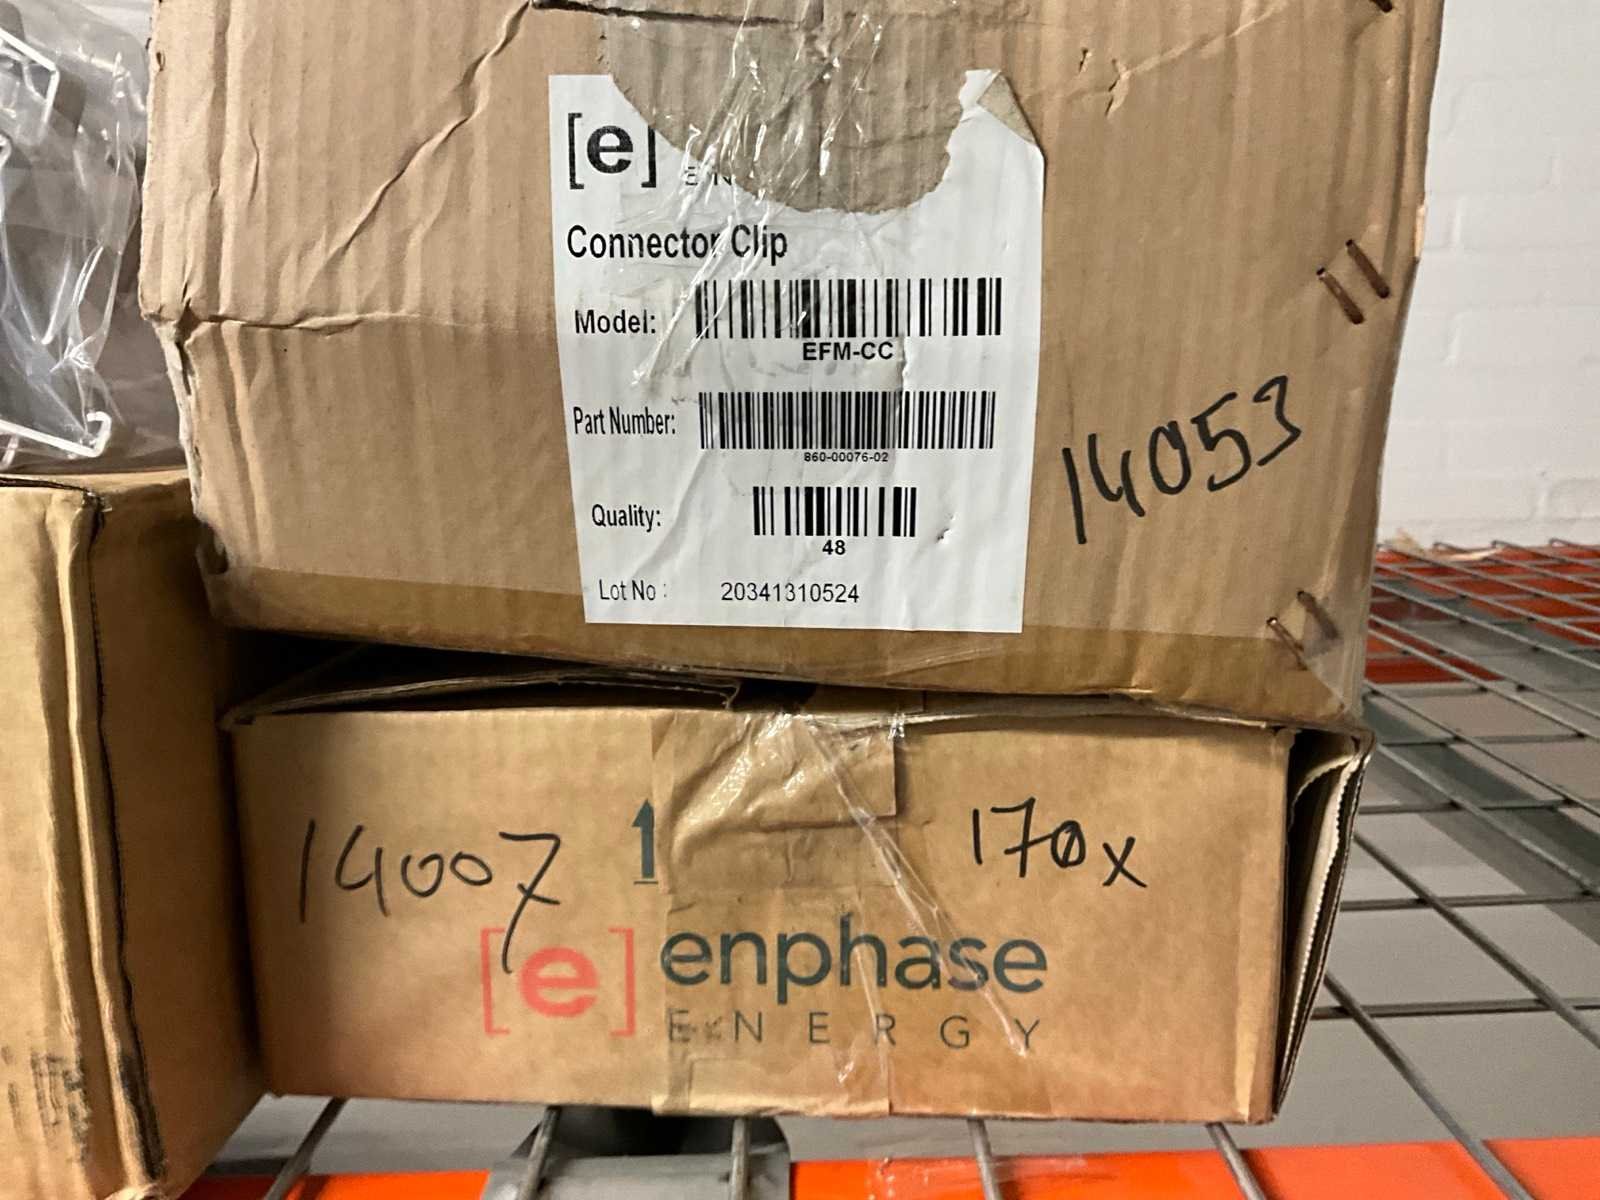 [e]
Connector Clip
Model:
EFM-CC
Part Number:
860-00076-02
Quality:
48
Lot No : 20341310524
14053
14007
170x
[e] enphase
ENERGY